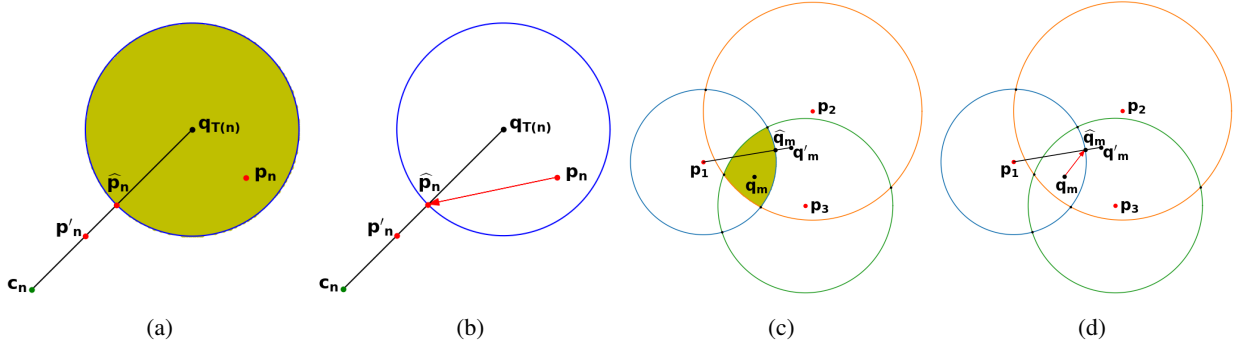 q_T(n)
p_n
p̂_n
p'_n
c_n
(a)
q_T(n)
p_n
p̂_n
p'_n
c_n
(b)
p_2
q̂_m
q'_m
p_1
q_m
p_3
(c)
p_2
q̂_m
q'_m
p_1
q_m
p_3
(d)